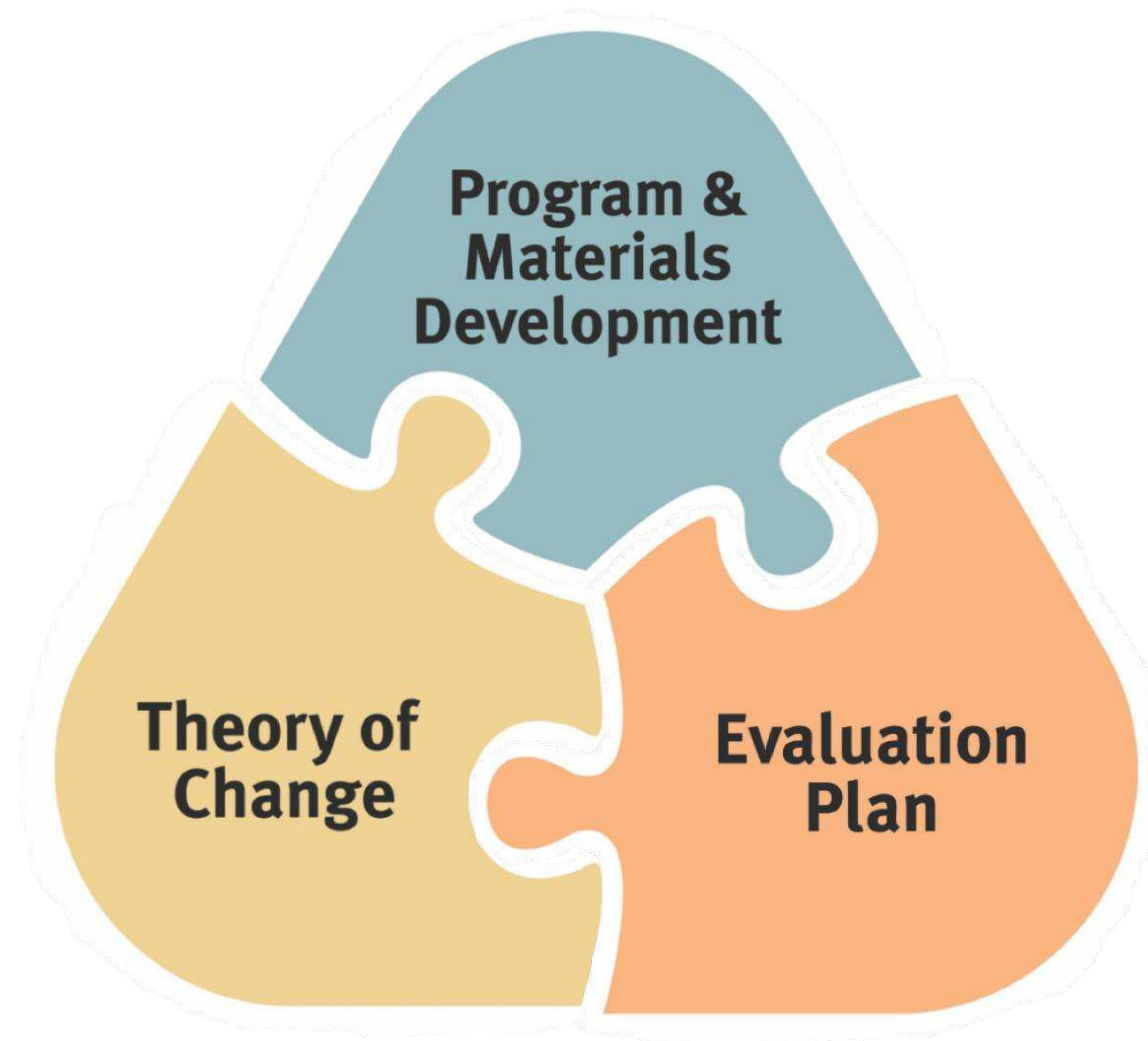 Program &
Materials
Development
Theory of
Change
Evaluation
Plan